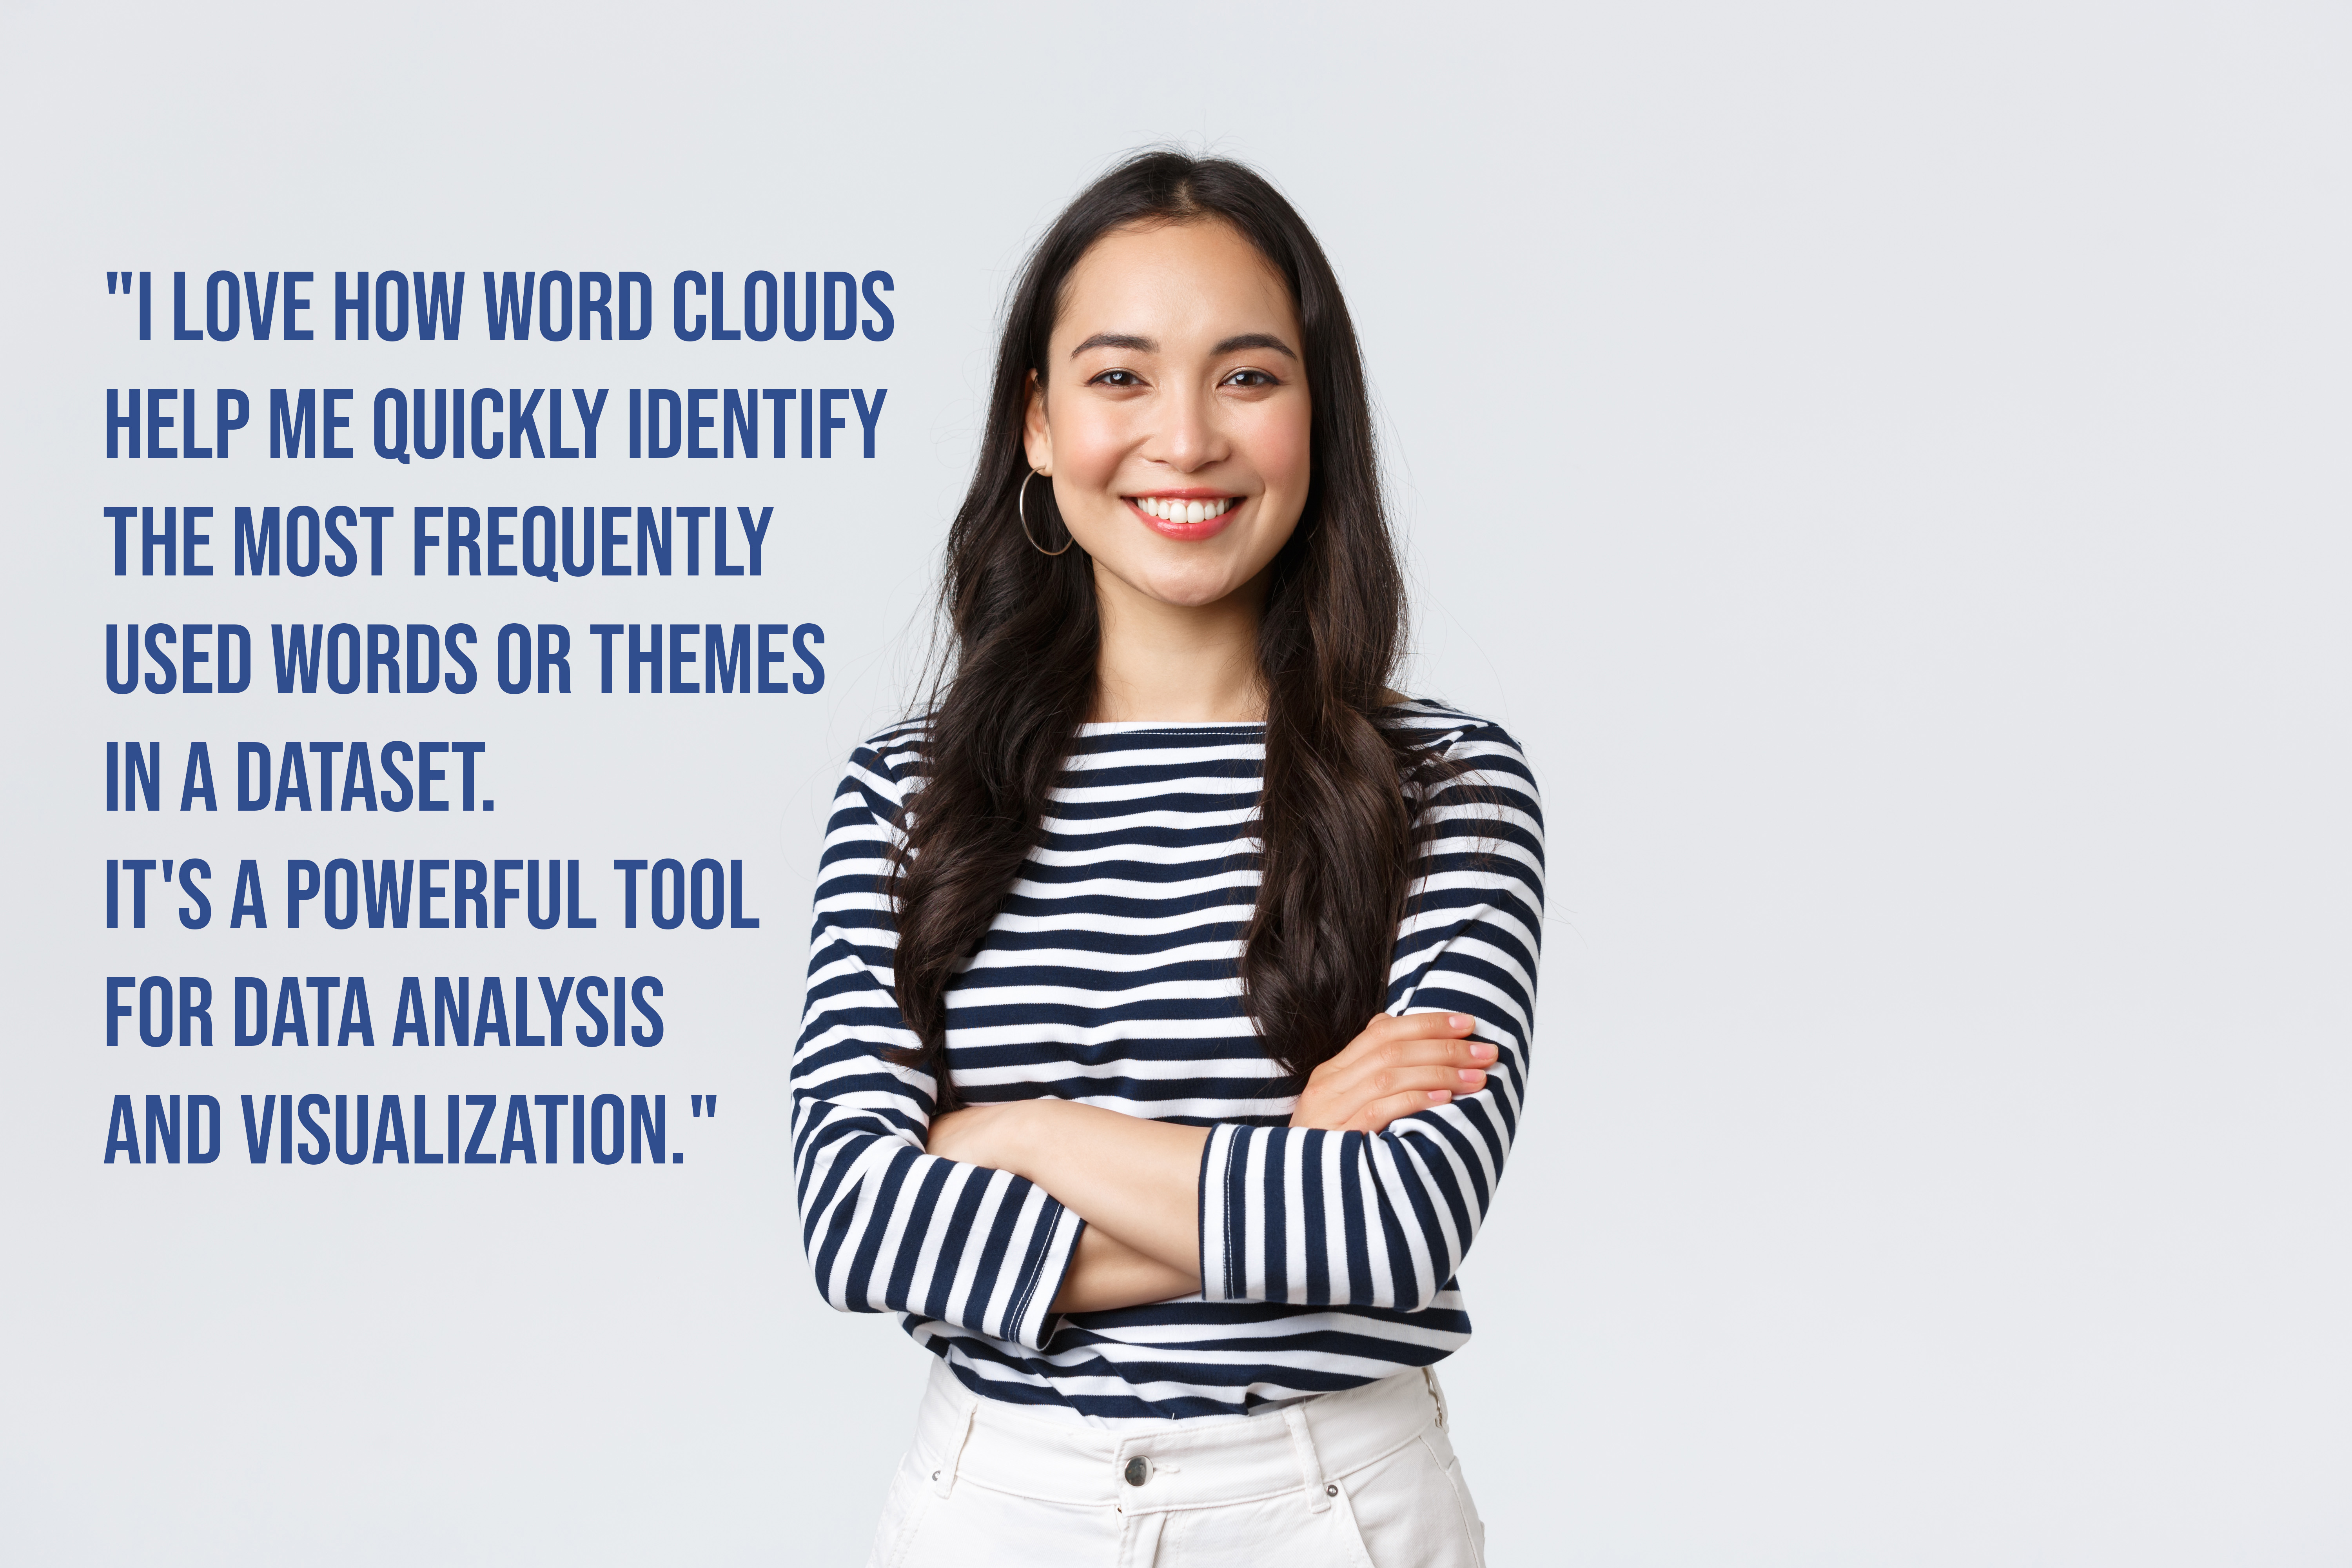 "I LOVE HOW WORD CLOUDS
HELP ME QUICKLY IDENTIFY
THE MOST FREQUENTLY
USED WORDS OR THEMES
IN A DATASET.
IT'S A POWERFUL TOOL
FOR DATA ANALYSIS
AND VISUALIZATION."